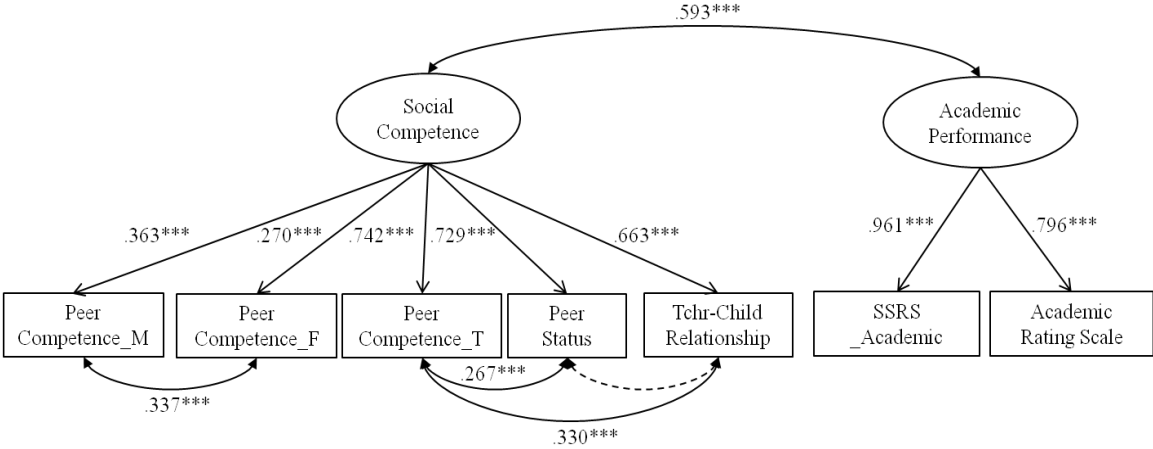 .593***
Social
Competence
Academic
Performance
.363***
.270***
.742***
.729***
.663***
.961***
.796***
Peer
Competence_M
Peer
Competence_F
Peer
Competence_T
Peer
Status
Tchr-Child
Relationship
SSRS
_Academic
Academic
Rating Scale
.337***
.267***
.330***